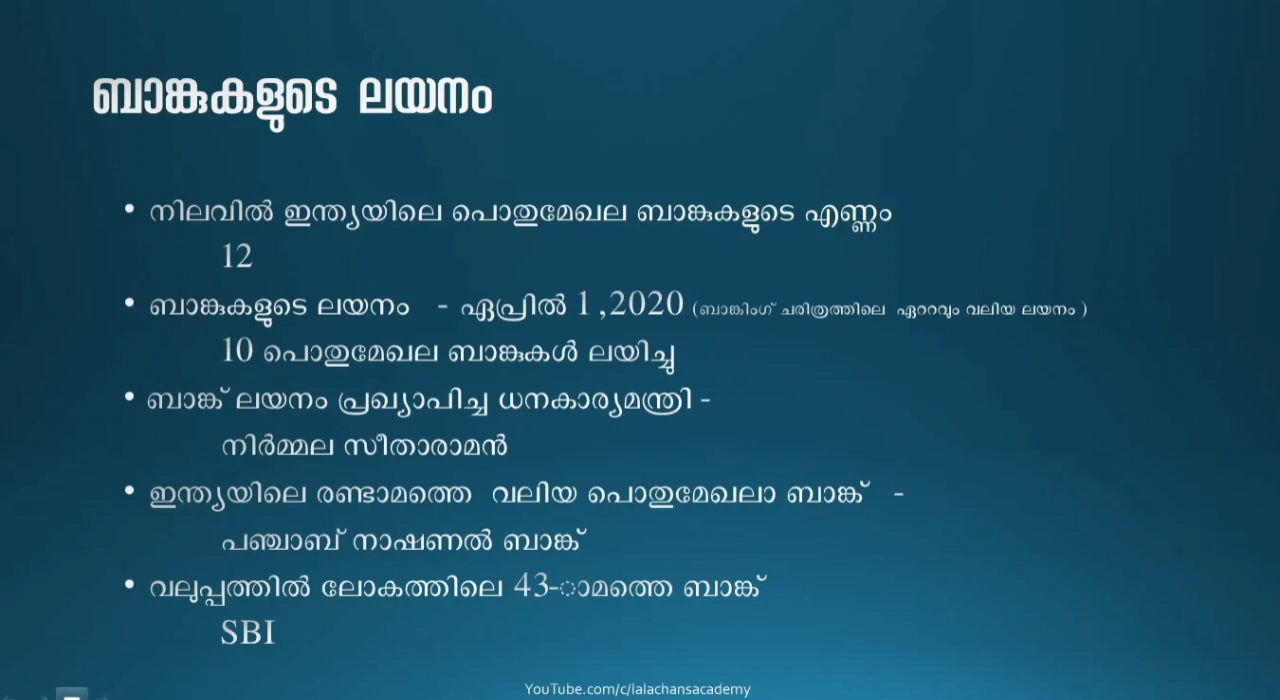 ബാങ്കുകളുടെ ലയനം
• നിലവിൽ ഇന്ത്യയിലെ പൊതുമേഖല ബാങ്കുകളുടെ എണ്ണം
12
• ബാങ്കുകളുടെ ലയനം - ഏപ്രിൽ 1 ,2020 (ബാങ്കിംഗ് ചരിത്രത്തിലെ ഏററവും വലിയ ലയനം )
10 പൊതുമേഖല ബാങ്കുകൾ ലയിച്ചു
• ബാങ്ക് ലയനം പ്രഖ്യാപിച്ച ധനകാര്യമന്ത്രി -
നിർമ്മല സീതാരാമൻ
• ഇന്ത്യയിലെ രണ്ടാമത്തെ വലിയ പൊതുമേഖലാ ബാങ്ക് -
പഞ്ചാബ് നാഷണൽ ബാങ്ക്
• വലുപ്പത്തിൽ ലോകത്തിലെ 43-ാമത്തെ ബാങ്ക്
SBI
YouTube.com/c/lalachansacademy